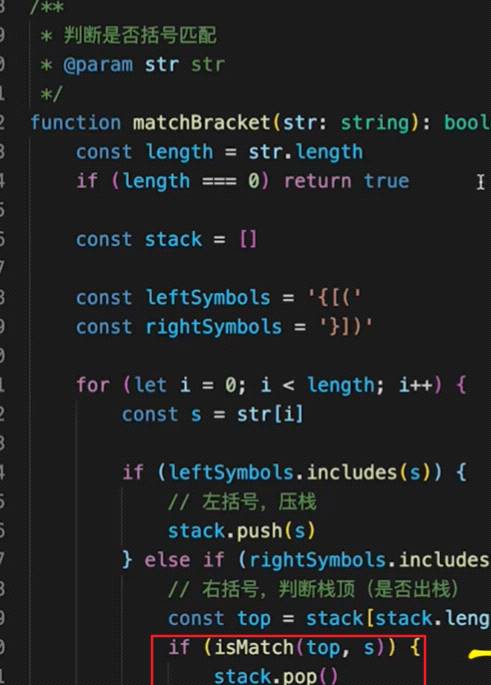 /**
* 判断是否括号匹配
* @param str str
*/
function matchBracket(str: string): bool
const length = str.length
if (length === 0) return true
const stack = []
const leftSymbols = '{[('
const rightSymbols = '}])'
for (let i = 0; i < length; i++) {
const s = str[i]
if (leftSymbols.includes(s)) {
// 左括号，压栈
stack.push(s)
} else if (rightSymbols.includes
// 右括号，判断栈顶（是否出栈）
const top = stack[stack.leng
if (isMatch(top, s)) {
stack.pop()